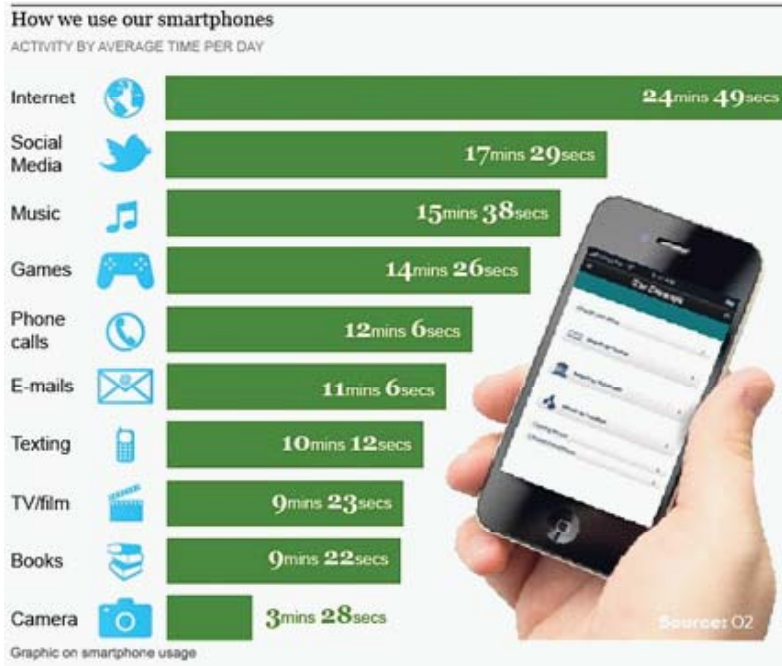 How we use our smartphones
ACTIVITY BY AVERAGE TIME PER DAY
Internet
24mins 49secs
Social
Media
17mins 29secs
Music
15mins 38secs
Games
14mins 26secs
Phone
calls
12mins 6secs
E-mails
11mins 6secs
Texting
10mins 12secs
TV/film
9mins 23secs
Books
9mins 22secs
Camera
3mins 28secs
Source: O2
Graphic on smartphone usage